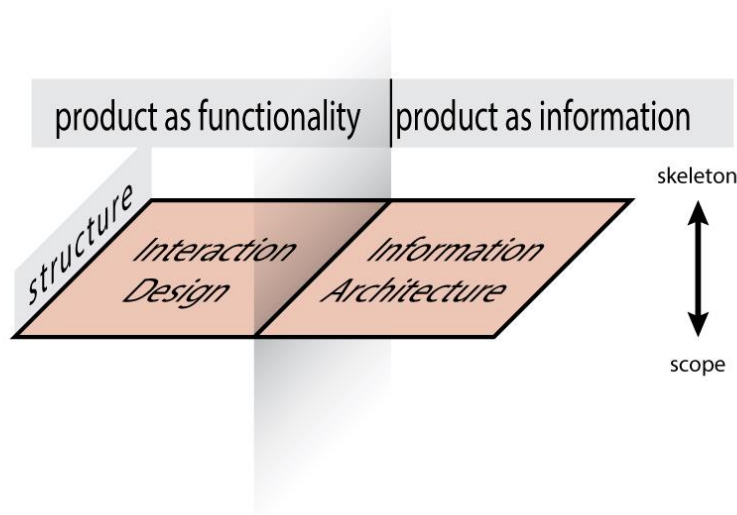 product as functionality
product as information
skeleton
structure
Interaction
Design
Information
Architecture
scope